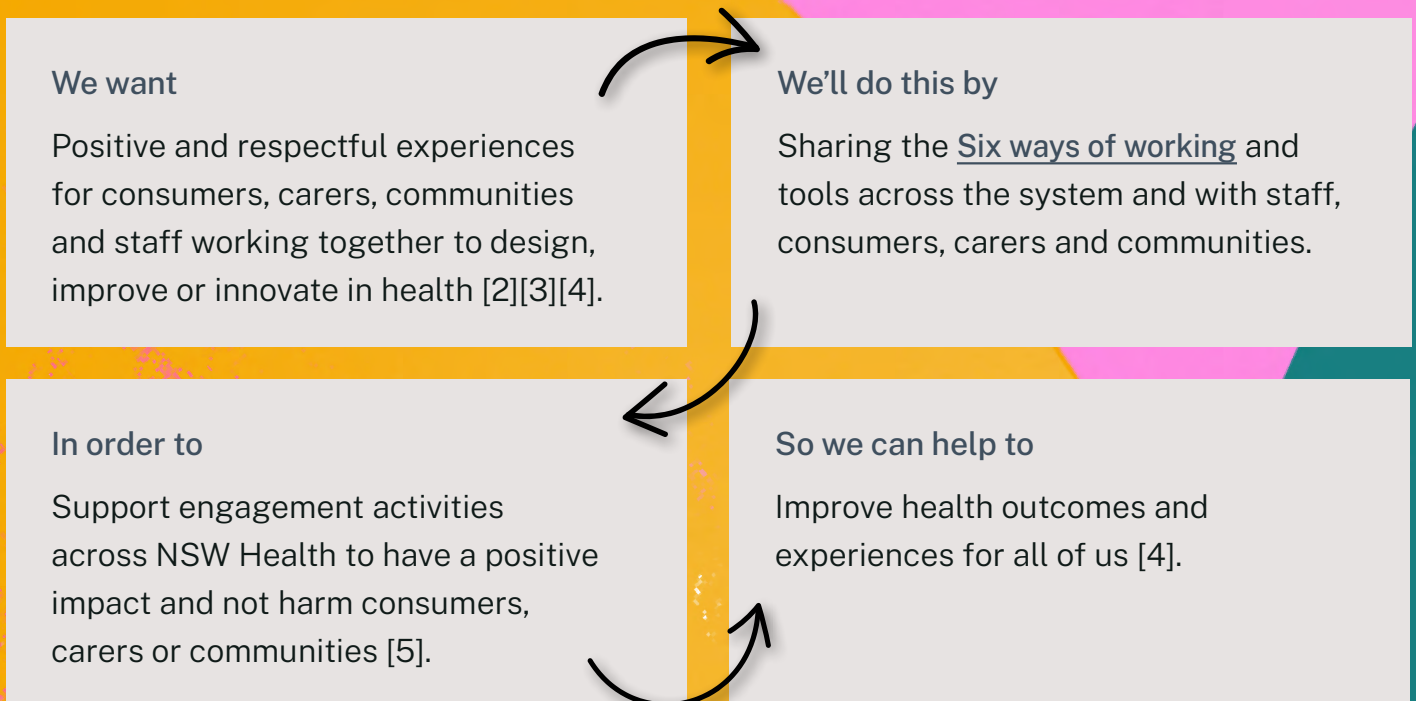 We want
Positive and respectful experiences
for consumers, carers, communities
and staff working together to design,
improve or innovate in health [2][3][4].
We’ll do this by
Sharing the Six ways of working and
tools across the system and with staff,
consumers, carers and communities.
In order to
Support engagement activities
across NSW Health to have a positive
impact and not harm consumers,
carers or communities [5].
So we can help to
Improve health outcomes and
experiences for all of us [4].